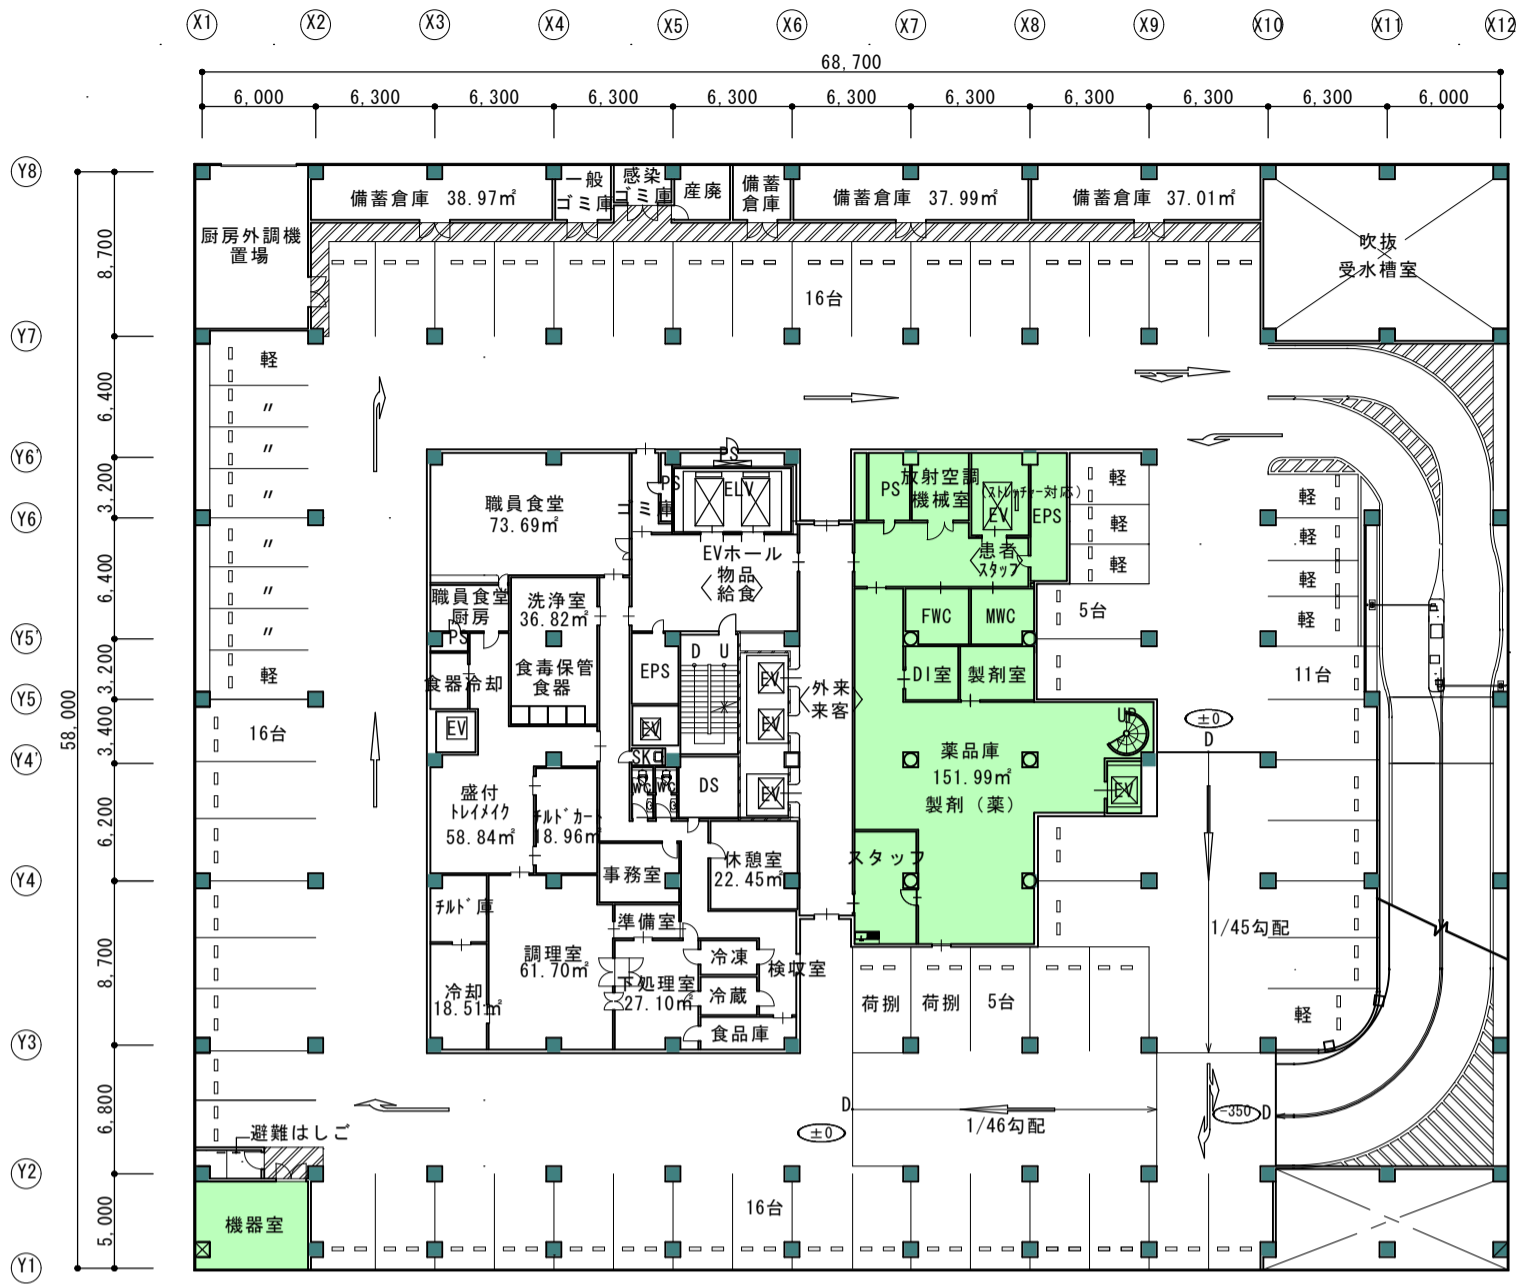 X1 X2 X3 X4 X5 X6 X7 X8 X9 X10 X11 X12
68,700
6,000 6,300 6,300 6,300 6,300 6,300 6,300 6,300 6,300 6,300 6,000
Y8
Y7
Y6'
Y6
Y5'
Y5
Y4'
Y4
Y3
Y2
Y1
58,000
8,700
6,400
3,200
6,400
3,200
3,400
6,200
8,700
6,800
5,000
厨房外調機
置場
備蓄倉庫 38.97㎡
一般
ゴミ庫
感染
ゴミ庫
産廃
備蓄
倉庫
備蓄倉庫 37.99㎡
備蓄倉庫 37.01㎡
吹抜
受水槽室
16台
軽
〃
〃
〃
〃
〃
〃
軽
16台
職員食堂
73.69㎡
ゴミ庫
PS
PS
ELV
EVホール
物品
給食
職員食堂
厨房
PS
洗浄室
36.82㎡
食器冷却
食毒保管
食器
EPS
D U
EV
EV
EV
EV
EV
SK
WC WC
DS
外来
来客
盛付
トレイメイク
58.84㎡
チルドカート
8.96㎡
事務室
休憩室
22.45㎡
チルド庫
準備室
調理室
61.70㎡
冷却
18.51㎡
下処理室
27.10㎡
冷凍
冷蔵
検収室
食品庫
PS
放射空調
機械室
(ストレッチャー対応)
EV
EPS
患者
スタッフ
FWC
MWC
DI室
製剤室
薬品庫
151.99㎡
製剤（薬）
UP
EV
スタッフ
軽
軽
軽
5台
軽
軽
軽
軽
11台
軽
±0
D
1/45勾配
荷捌
荷捌
5台
D
±0
1/46勾配
-350
D
避難はしご
機器室
16台